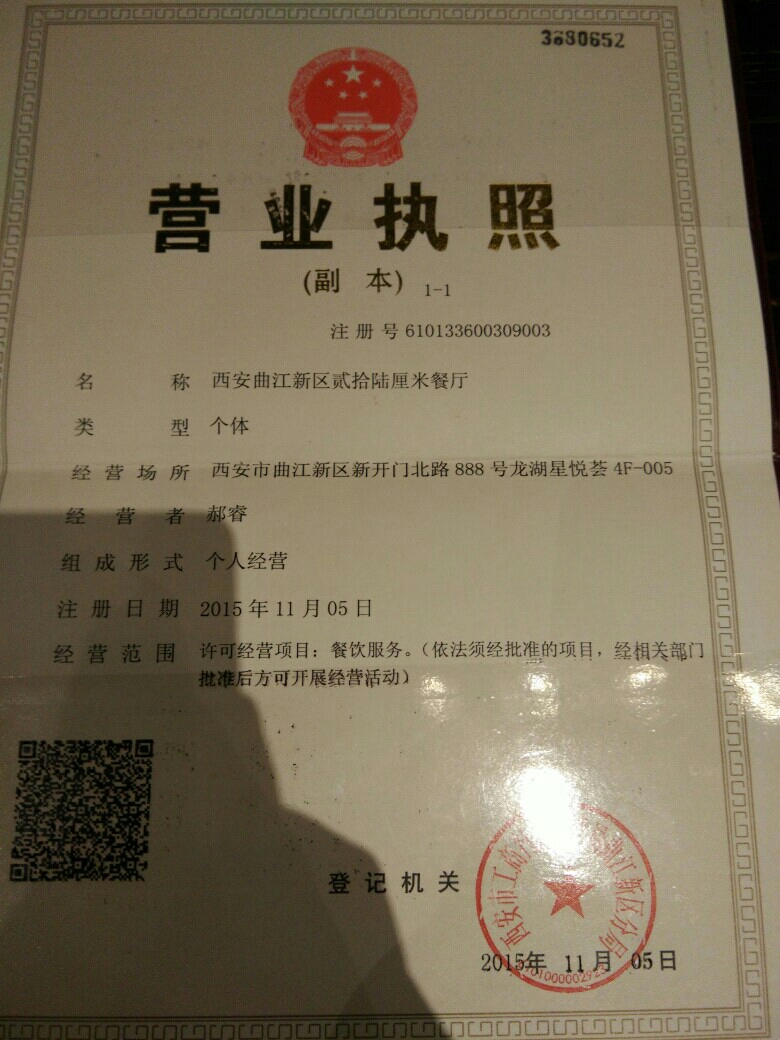 3880652
营业执照
(副 本) 1-1
注册号 610133600309003
名 称 西安曲江新区贰拾陆厘米餐厅
类 型 个体
经营场所 西安市曲江新区新开门北路 888 号龙湖星悦荟 4F-005
经 营 者 郝睿
组成形式 个人经营
注册日期 2015 年 11 月 05 日
经营范围 许可经营项目：餐饮服务。（依法须经批准的项目，经相关部门
批准后方可开展经营活动）
登记机关
西安市工商 曲江新区分局
2015年 11 月 05 日